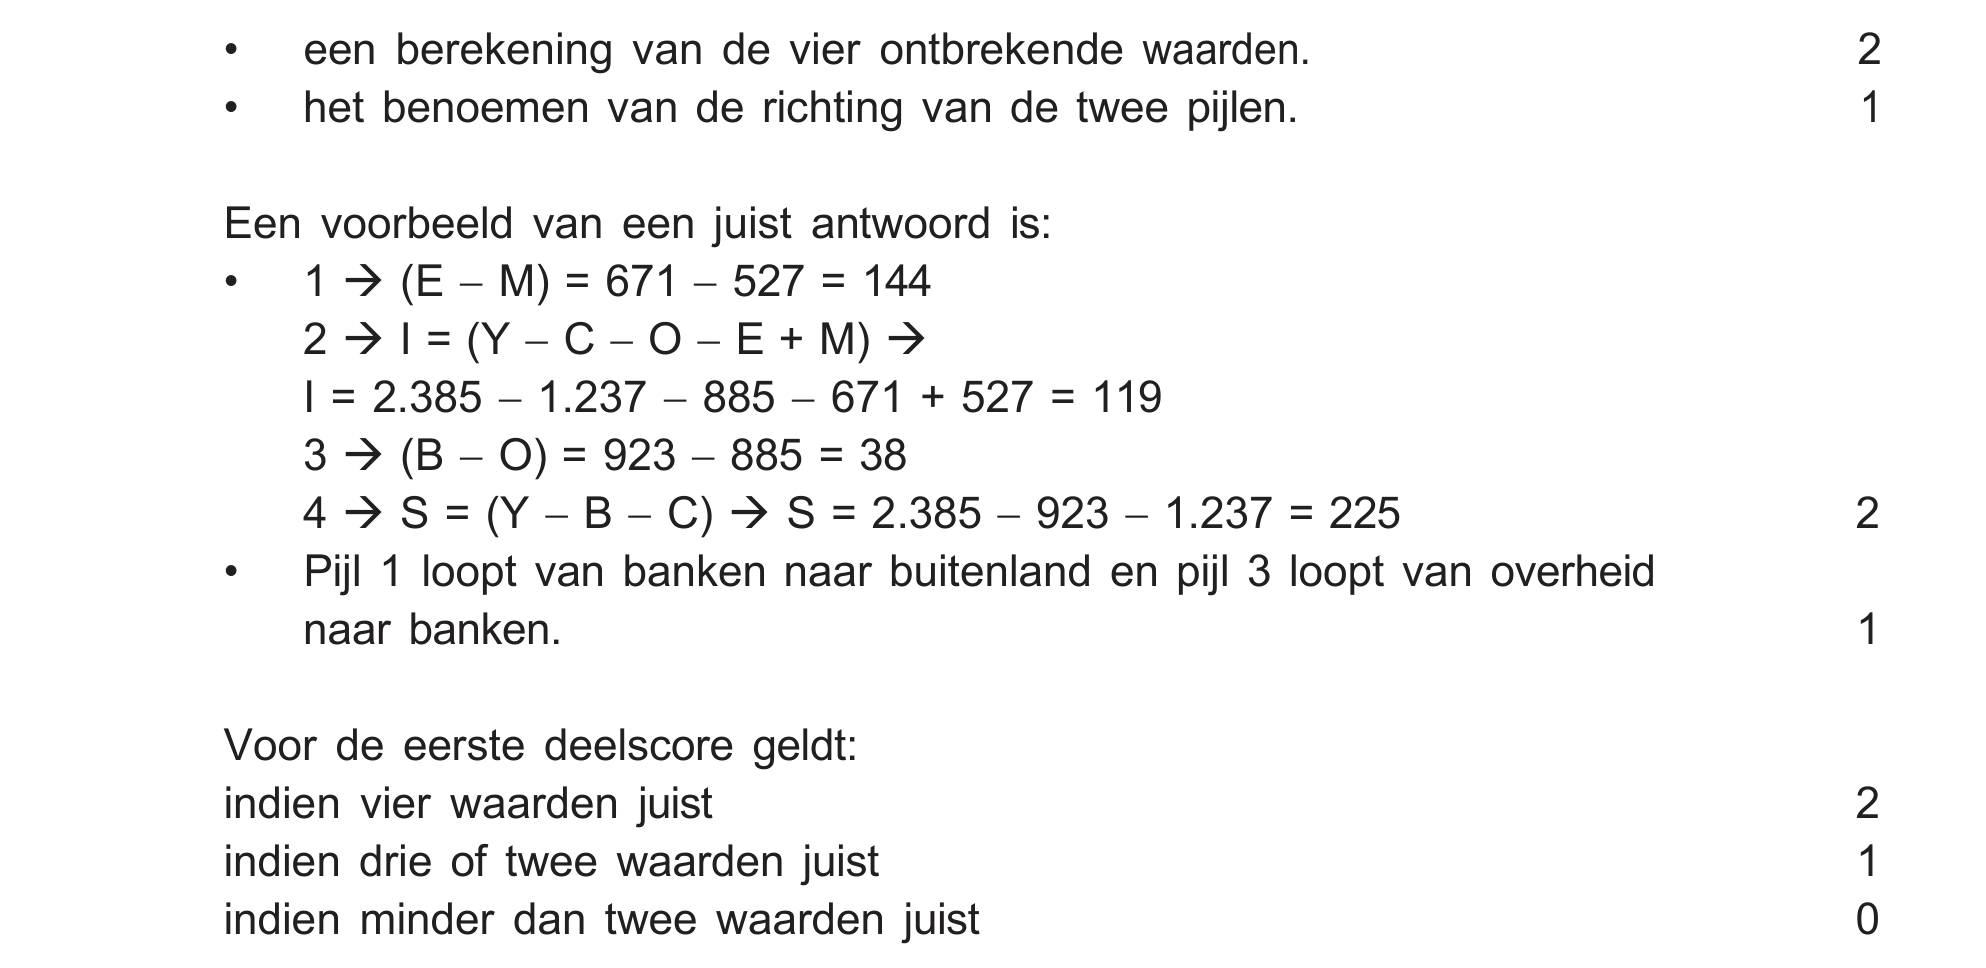 • een berekening van de vier ontbrekende waarden. 2
• het benoemen van de richting van de twee pijlen. 1
Een voorbeeld van een juist antwoord is:
• 1 → (E – M) = 671 – 527 = 144
2 → I = (Y – C – O – E + M) →
I = 2.385 – 1.237 – 885 – 671 + 527 = 119
3 → (B – O) = 923 – 885 = 38
4 → S = (Y – B – C) → S = 2.385 – 923 – 1.237 = 225 2
• Pijl 1 loopt van banken naar buitenland en pijl 3 loopt van overheid
naar banken. 1
Voor de eerste deelscore geldt:
indien vier waarden juist 2
indien drie of twee waarden juist 1
indien minder dan twee waarden juist 0